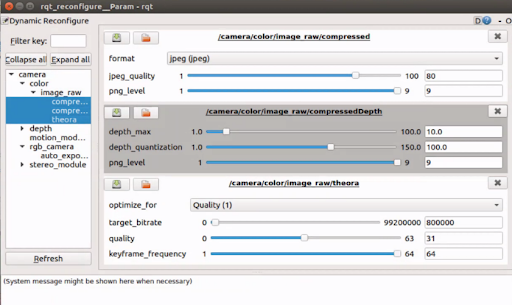 rqt_reconfigure__Param - rqt
Dynamic Reconfigure
D
?
Filter key:
Collapse all Expand all
camera
color
image_raw
compre...
compre...
theora
depth
motion_mod...
rgb_camera
auto_expo...
stereo_module
Refresh
/camera/color/image_raw/compressed
format jpeg (jpeg)
jpeg_quality 1 100 80
png_level 1 9 9
/camera/color/image_raw/compressedDepth
depth_max 1.0 100.0 10.0
depth_quantization 1.0 150.0 100.0
png_level 1 9 9
/camera/color/image_raw/theora
optimize_for Quality (1)
target_bitrate 0 99200000 800000
quality 0 63 31
keyframe_frequency 1 64 64
(System message might be shown here when necessary)